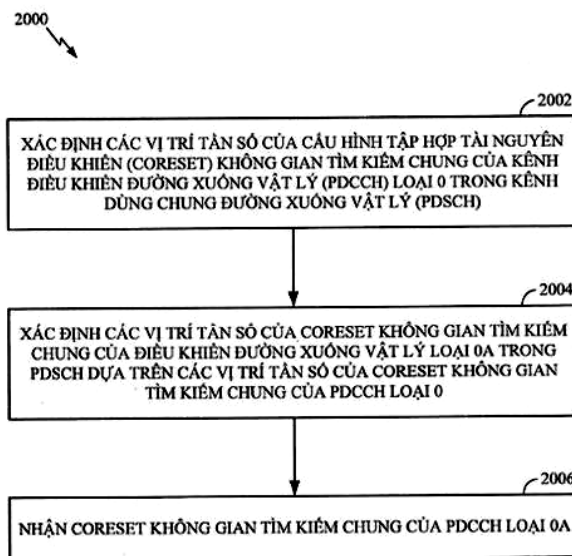 2000
2002
XÁC ĐỊNH CÁC VỊ TRÍ TẦN SỐ CỦA CẤU HÌNH TẬP HỢP TÀI NGUYÊN
ĐIỀU KHIỂN (CORESET) KHÔNG GIAN TÌM KIẾM CHUNG CỦA KÊNH
ĐIỀU KHIỂN ĐƯỜNG XUỐNG VẬT LÝ (PDCCH) LOẠI 0 TRONG KÊNH
DÙNG CHUNG ĐƯỜNG XUỐNG VẬT LÝ (PDSCH)
2004
XÁC ĐỊNH CÁC VỊ TRÍ TẦN SỐ CỦA CORESET KHÔNG GIAN TÌM KIẾM
CHUNG CỦA ĐIỀU KHIỂN ĐƯỜNG XUỐNG VẬT LÝ LOẠI 0A TRONG
PDSCH DỰA TRÊN CÁC VỊ TRÍ TẦN SỐ CỦA CORESET KHÔNG GIAN
TÌM KIẾM CHUNG CỦA PDCCH LOẠI 0
2006
NHẬN CORESET KHÔNG GIAN TÌM KIẾM CHUNG CỦA PDCCH LOẠI 0A